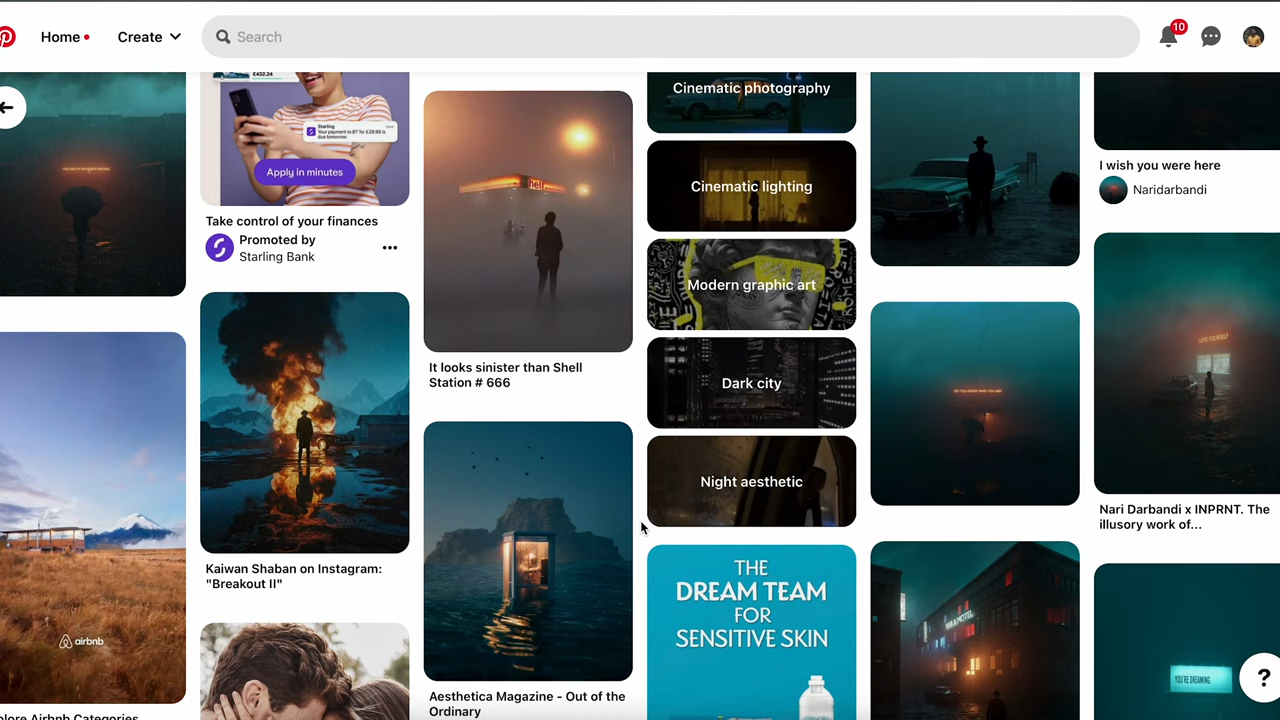 Home
Create
Search
10
£432.24
Starling
Your payment to BT for £29.99 is
due tomorrow.
Apply in minutes
Take control of your finances
Promoted by
Starling Bank
Kaiwan Shaban on Instagram:
"Breakout II"
airbnb
plore Airbnb Categories
hell
It looks sinister than Shell
Station # 666
Aesthetica Magazine - Out of the
Ordinary
Cinematic photography
Cinematic lighting
Modern graphic art
Dark city
Night aesthetic
THE
DREAM TEAM
FOR
SENSITIVE SKIN
I wish you were here
Naridarbandi
LOVE YOURSELF
Nari Darbandi x INPRNT. The
illusory work of...
YOU'RE DREAMING
?